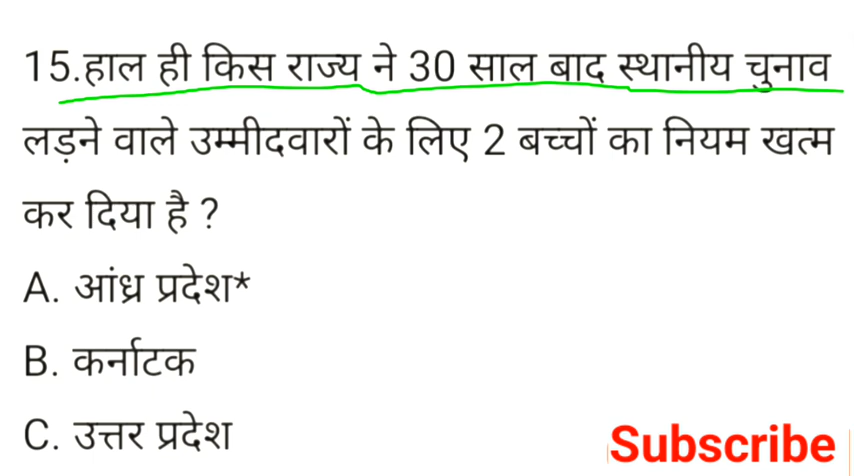 15.हाल ही किस राज्य ने 30 साल बाद स्थानीय चुनाव
लड़ने वाले उम्मीदवारों के लिए 2 बच्चों का नियम खत्म
कर दिया है ?
A. आंध्र प्रदेश*
B. कर्नाटक
C. उत्तर प्रदेश
Subscribe